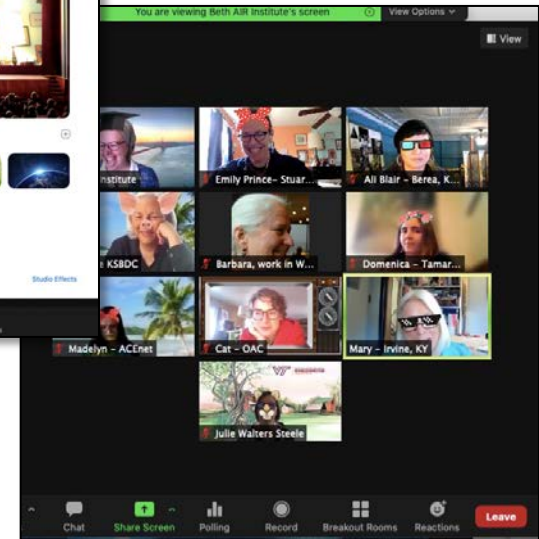 You are viewing Beth AIR Institute's screen
View Options
View
nstitute
Emily Prince- Stuar...
Ali Blair - Berea, K...
e KSBDC
Barbara, work in W...
Domenica - Tamar...
Studio Effects
Madelyn - ACEnet
Cat - OAC
Mary - Irvine, KY
VT
Julie Walters Steele
Chat
Share Screen
Polling
Record
Breakout Rooms
Reactions
Leave